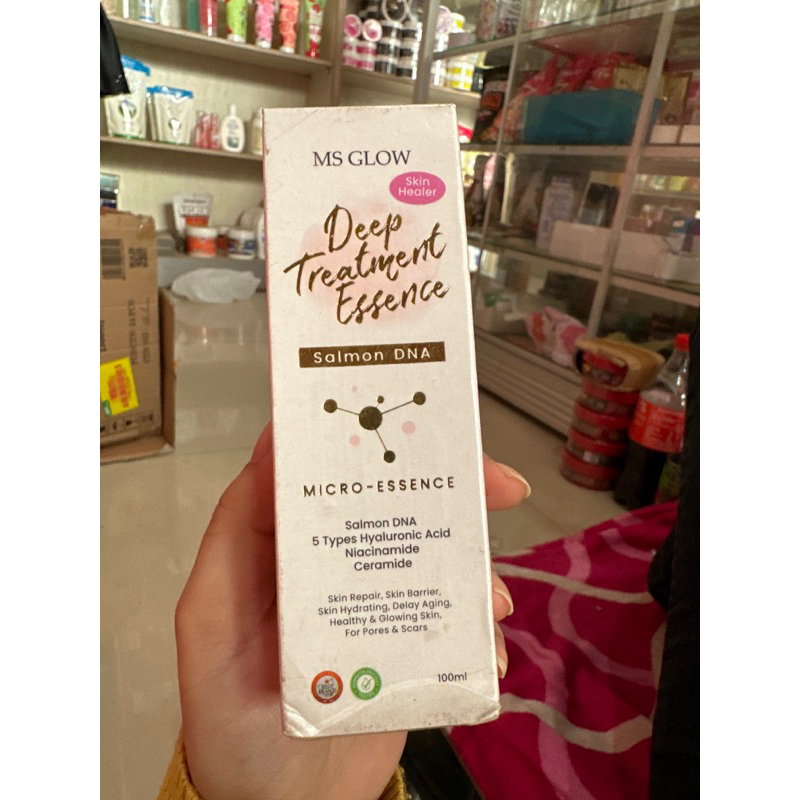 MS GLOW
Skin
Healer
Deep
Treatment
Essence
Salmon DNA
MICRO-ESSENCE
Salmon DNA
5 Types Hyaluronic Acid
Niacinamide
Ceramide
Skin Repair, Skin Barrier,
Skin Hydrating, Delay Aging,
Healthy & Glowing Skin,
For Pores & Scars
100ml